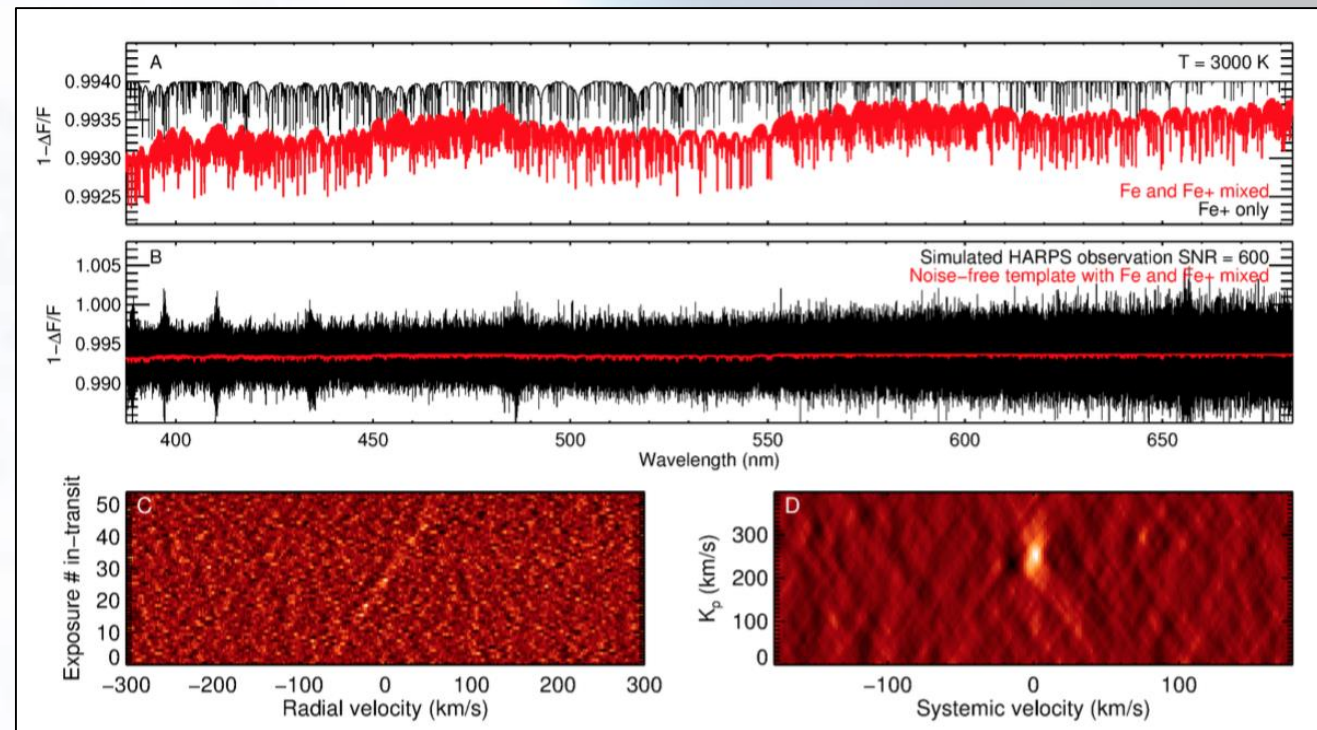 A
T = 3000 K
0.9940
0.9935
0.9930
0.9925
1−ΔF/F
Fe and Fe+ mixed
Fe+ only
B
Simulated HARPS observation SNR = 600
Noise−free template with Fe and Fe+ mixed
1.005
1.000
0.995
0.990
1−ΔF/F
400 450 500 550 600 650
Wavelength (nm)
C
50
40
30
20
10
0
Exposure # in−transit
−300 −200 −100 0 100 200 300
Radial velocity (km/s)
D
300
200
100
0
Kp (km/s)
−100 0 100
Systemic velocity (km/s)